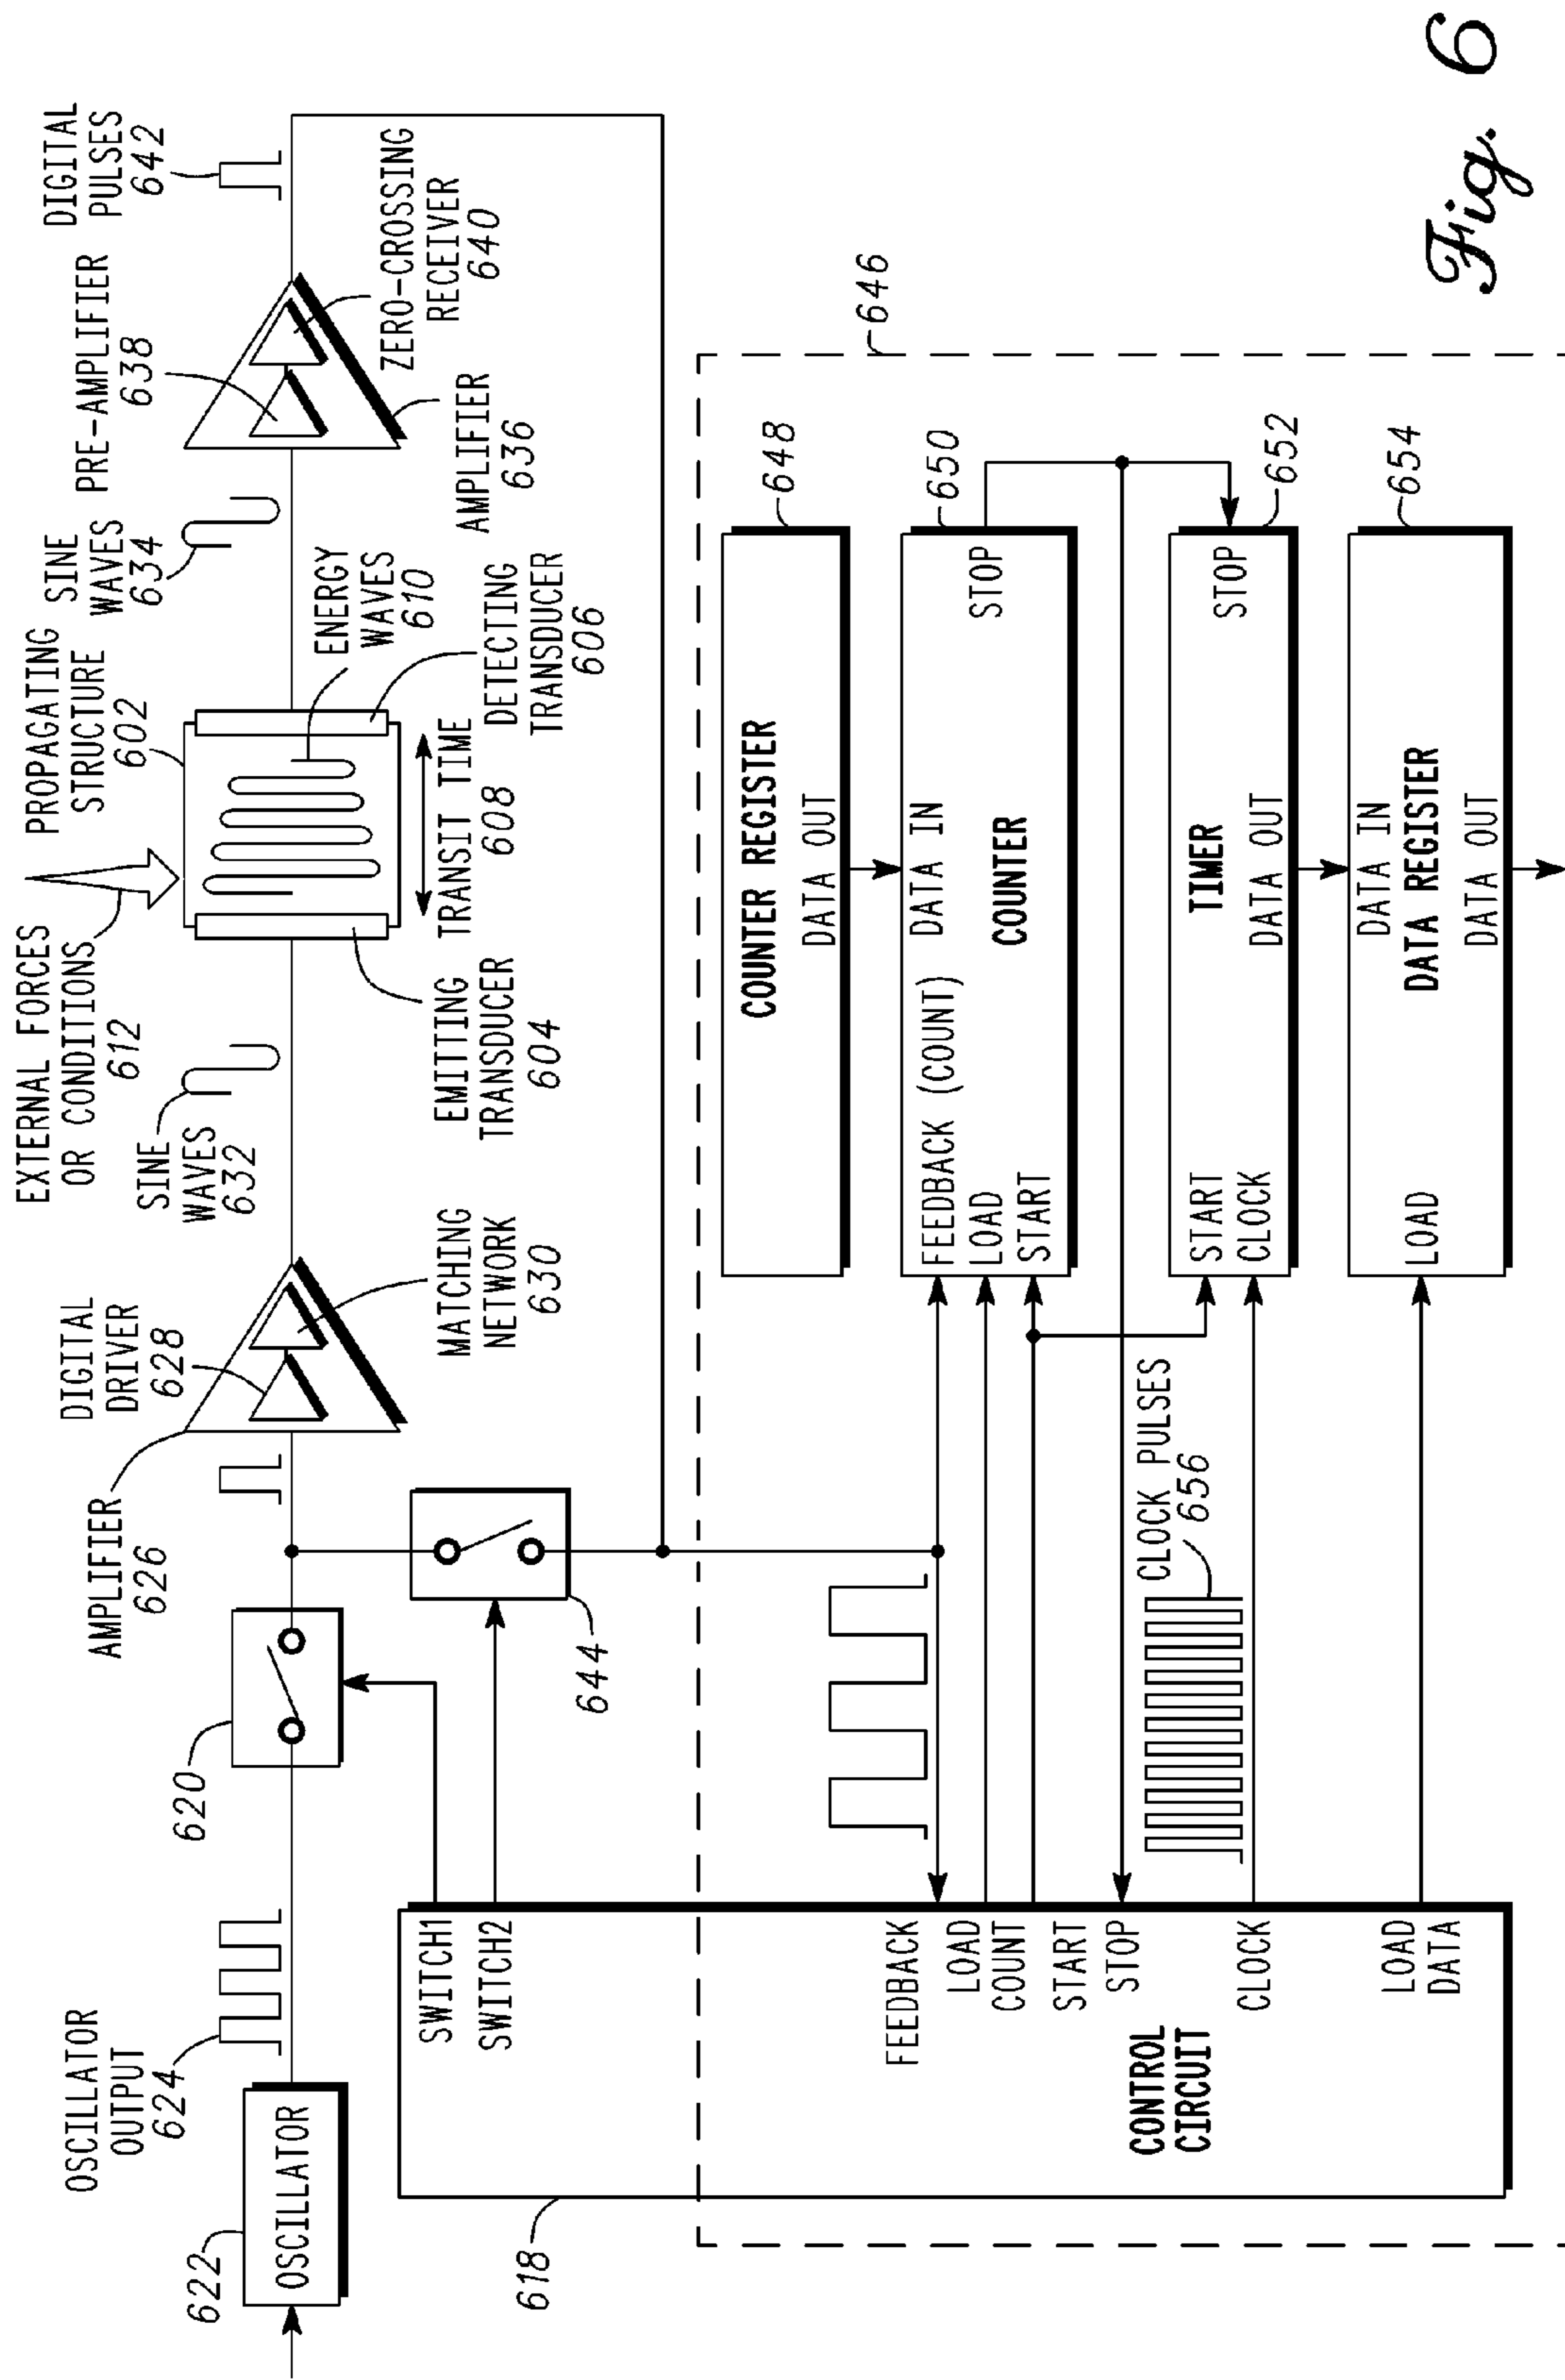 EXTERNAL FORCES
OR CONDITIONS
612
PROPAGATING
STRUCTURE
602
SINE
WAVES
634
PRE-AMPLIFIER
638
DIGITAL
PULSES
642
OSCILLATOR
OUTPUT
624
622
OSCILLATOR
620
AMPLIFIER
626
DIGITAL
DRIVER
628
MATCHING
NETWORK
630
SINE
WAVES
632
EMITTING
TRANSDUCER
604
TRANSIT TIME
608
ENERGY
WAVES
610
DETECTING
TRANSDUCER
606
AMPLIFIER
636
ZERO-CROSSING
RECEIVER
640
644
618
SWITCH1
SWITCH2
FEEDBACK
LOAD
COUNT
START
STOP
CLOCK
LOAD
DATA
CONTROL
CIRCUIT
CLOCK PULSES
656
646
COUNTER REGISTER
DATA OUT
648
FEEDBACK (COUNT)
LOAD
START
DATA IN
COUNTER
STOP
650
START
CLOCK
TIMER
DATA OUT
STOP
652
LOAD
DATA IN
DATA REGISTER
DATA OUT
654
Fig. 6